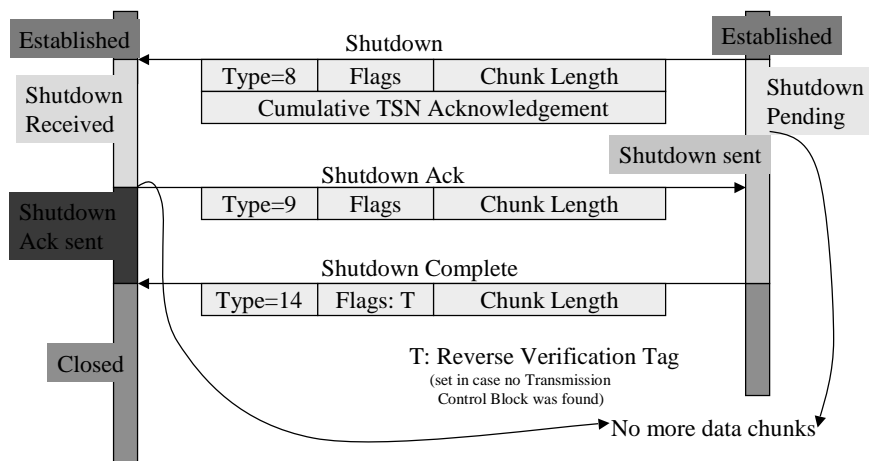 Established
Shutdown
Established
Type=8 Flags Chunk Length
Cumulative TSN Acknowledgement
Shutdown
Received
Shutdown
Pending
Shutdown sent
Shutdown Ack
Type=9 Flags Chunk Length
Shutdown
Ack sent
Shutdown Complete
Type=14 Flags: T Chunk Length
Closed
T: Reverse Verification Tag
(set in case no Transmission
Control Block was found)
No more data chunks